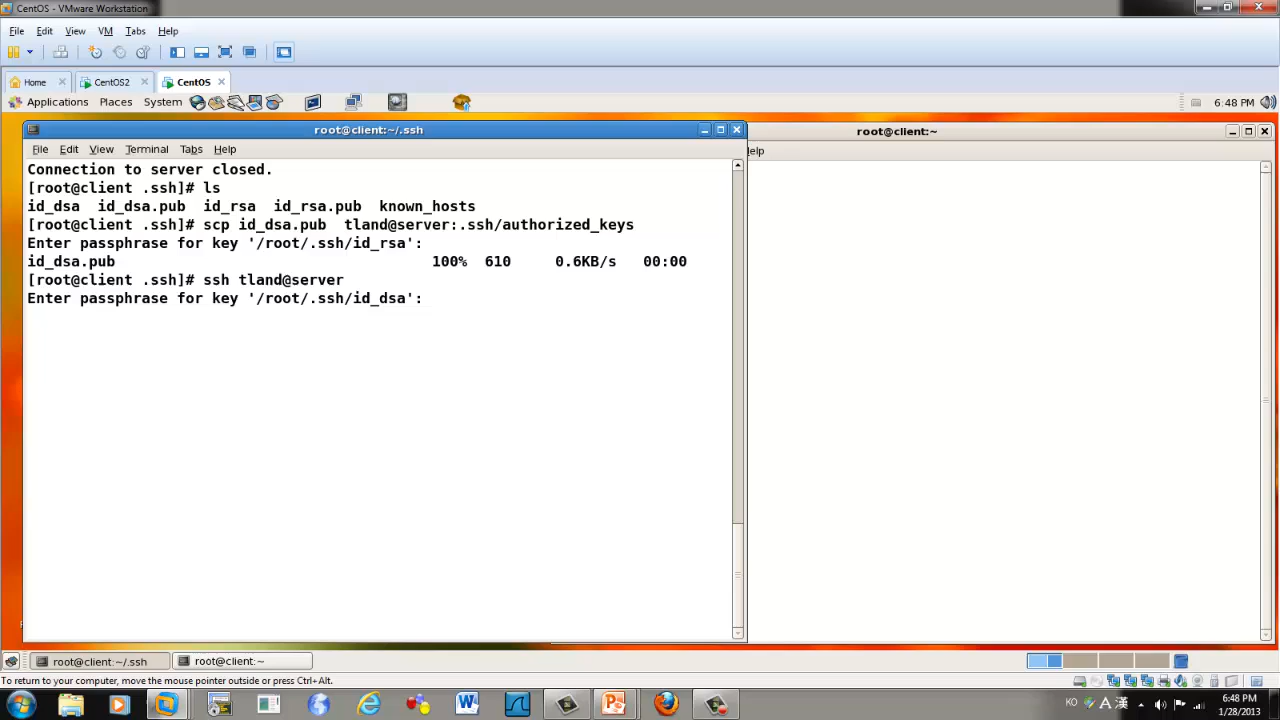 CentOS - VMware Workstation
File Edit View VM Tabs Help
Home CentOS2 CentOS
Applications Places System 6:48 PM
root@client:~/.ssh
root@client:~
File Edit View Terminal Tabs Help
elp
Connection to server closed.
[root@client .ssh]# ls
id_dsa  id_dsa.pub  id_rsa  id_rsa.pub  known_hosts
[root@client .ssh]# scp id_dsa.pub  tland@server:.ssh/authorized_keys
Enter passphrase for key '/root/.ssh/id_rsa':
id_dsa.pub 100% 610 0.6KB/s 00:00
[root@client .ssh]# ssh tland@server
Enter passphrase for key '/root/.ssh/id_dsa':
root@client:~/.ssh root@client:~
To return to your computer, move the mouse pointer outside or press Ctrl+Alt.
KO A 漢 6:48 PM
1/28/2013